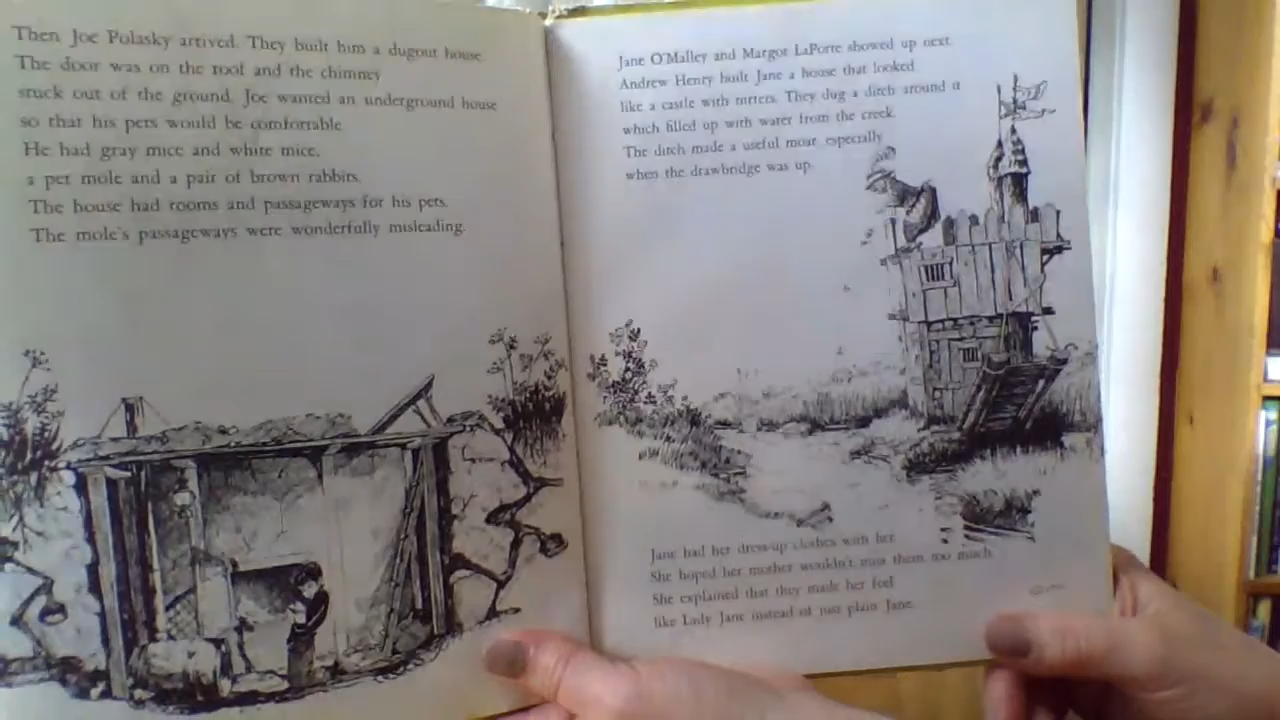 Then Joe Polasky arrived. They built him a dugout house.
The door was on the roof and the chimney
stuck out of the ground. Joe wanted an underground house
so that his pets would be comfortable.
He had gray mice and white mice,
a pet mole and a pair of brown rabbits.
The house had rooms and passageways for his pets.
The mole's passageways were wonderfully misleading.
Jane O'Malley and Margot LaPorte showed up next.
Andrew Henry built Jane a house that looked
like a castle with turrets. They dug a ditch around it
which filled up with water from the creek.
The ditch made a useful moat especially
when the drawbridge was up.
Jane had her dress-up clothes with her.
She hoped her mother wouldn't miss them too much.
She explained that they made her feel
like Lady Jane instead of just plain Jane.